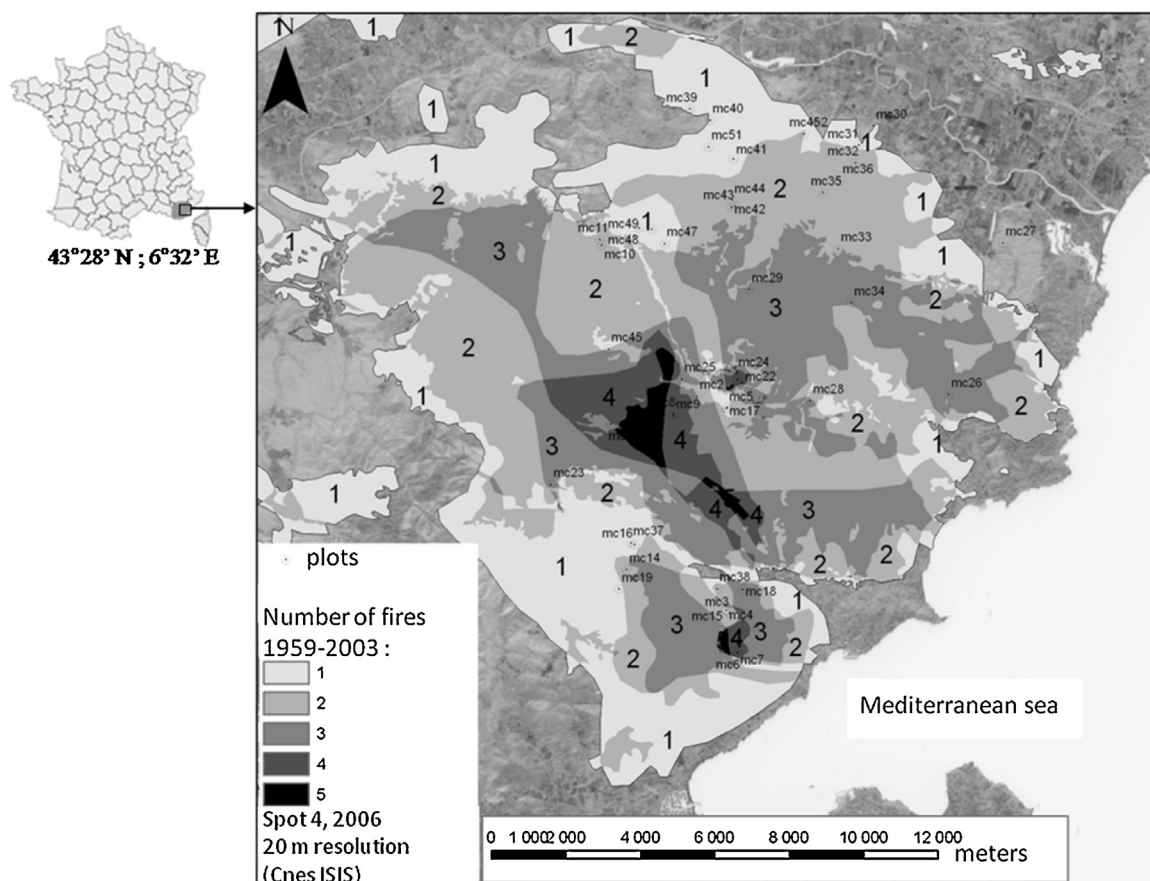 N
1
1
1
2
1
mc39
mc40
mc30
mc452
mc31
1
mc51
mc41
mc32
1
1
mc36
2
mc44
2
mc35
mc43
mc42
1
mc49
1
mc11
mc47
mc27
1
mc48
mc33
mc10
3
1
43°28' N ; 6°32' E
2
mc29
mc34
2
3
mc45
2
mc24
1
mc25
mc22
mc2
mc26
1
4
mc5
mc28
mc9
mc17
2
2
4
1
3
mc23
2
1
4
4
3
mc16
mc37
plots
mc14
1
2
2
mc19
mc38
mc18
Number of fires
mc3
1
1959-2003 :
mc15
mc4
3
4
3
2
1
2
mc7
mc6
2
Mediterranean sea
3
1
4
5
Spot 4, 2006
20 m resolution
(Cnes ISIS)
0 1 000 2 000 4 000 6 000 8 000 10 000 12 000
meters